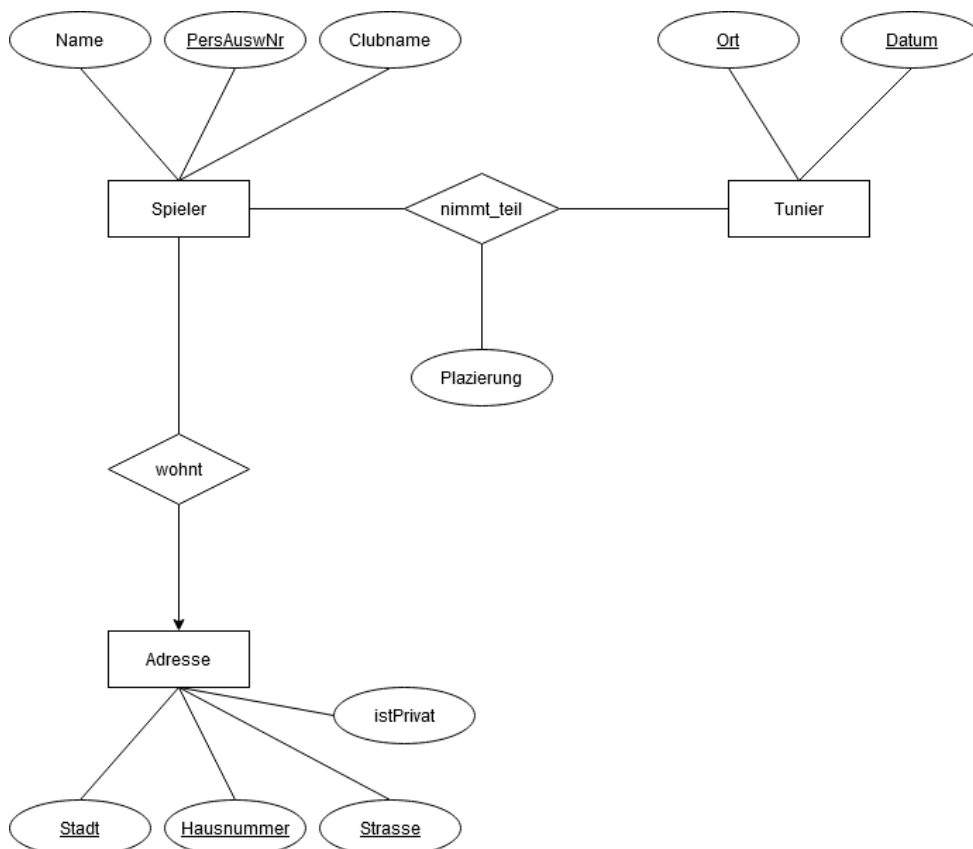 Name
PersAuswNr
Clubname
Ort
Datum
Spieler
nimmt_teil
Tunier
Plazierung
wohnt
Adresse
istPrivat
Stadt
Hausnummer
Strasse